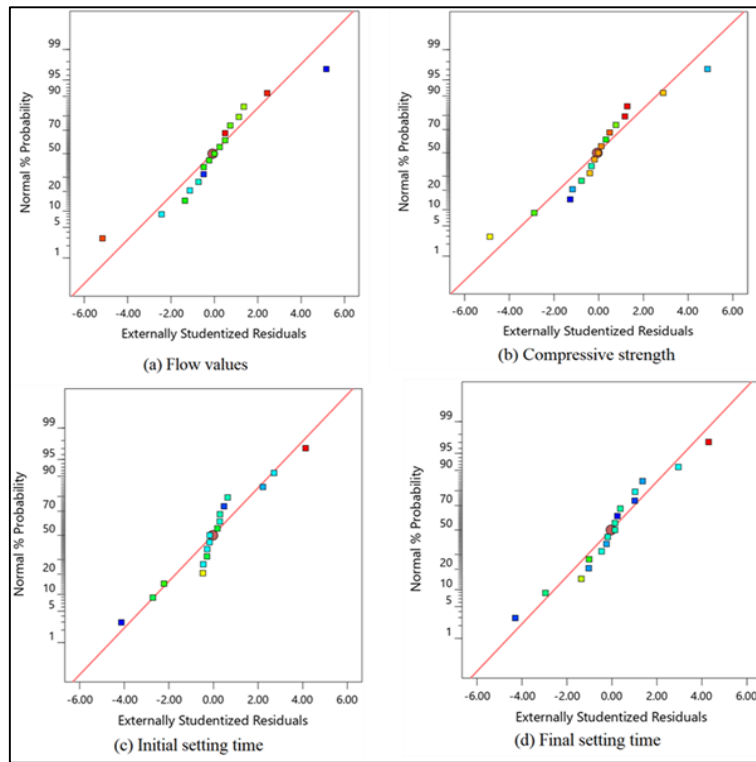 99
95
90
70
50
20
10
5
1
Normal % Probability
-6.00 -4.00 -2.00 0.00 2.00 4.00 6.00
Externally Studentized Residuals
(a) Flow values
99
95
90
70
50
20
10
5
1
Normal % Probability
-6.00 -4.00 -2.00 0.00 2.00 4.00 6.00
Externally Studentized Residuals
(b) Compressive strength
99
95
90
70
50
20
10
5
1
Normal % Probability
-6.00 -4.00 -2.00 0.00 2.00 4.00 6.00
Externally Studentized Residuals
(c) Initial setting time
99
95
90
70
50
20
10
5
1
Normal % Probability
-6.00 -4.00 -2.00 0.00 2.00 4.00 6.00
Externally Studentized Residuals
(d) Final setting time